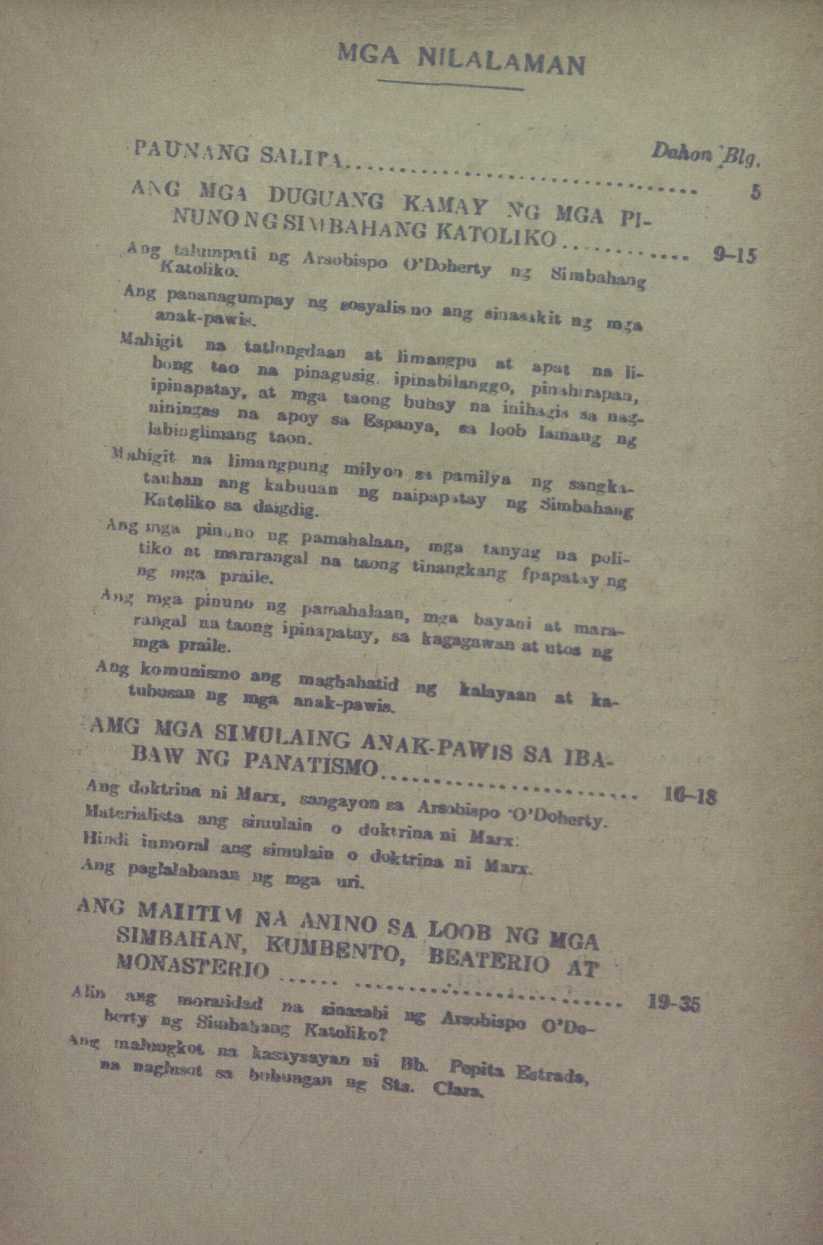 MGA NILALAMAN
Dahon Blg.
PAUNANG SALITA.......................................... 5
ANG MGA DUGUANG KAMAY NG MGA PI-
NUNO NG SIMBAHANG KATOLIKO ............... 9-15
Ang talumpati ng Arsobispo O'Doherty ng Simbahang
Katoliko.
Ang pananagumpay ng sosyalismo ang sinasakit ng mga
anak-pawis.
Mahigit na tatlongdaan at limangpu at apat na li-
bong tao na pinagusig, ipinabilanggo, pinahirapan,
ipinapatay, at mga taong buhay na inihagis sa nag-
niningas na apoy sa Espanya, sa loob lamang ng
labinglimang taon.
Mahigit na limangpung milyon sa pamilya ng sangka-
tauhan ang kabuuan ng naipapatay ng Simbahang
Katoliko sa daigdig.
Ang mga pinuno ng pamahalaan, mga tanyag na poli-
tiko at mararangal na taong tinangkang fpapatay ng
ng mga praile.
Ang mga pinuno ng pamahalaan, mga bayani at mara-
rangal na taong ipinapatay, sa kagagawan at utos ng
mga praile.
Ang komunismo ang maghahatid ng kalayaan at ka-
tubusan ng mga anak-pawis.
AMG MGA SIMULAING ANAK-PAWIS SA IBA-
BAW NG PANATISMO............................ 16-18
Ang doktrina ni Marx, sangayon sa Arsobispo O'Doherty.
Materialista ang simulain o doktrina ni Marx.
Hindi inmoral ang simulain o doktrina ni Marx.
Ang paglalabanan ng mga uri.
ANG MAIITIM NA ANINO SA LOOB NG MGA
SIMBAHAN, KUMBENTO, BEATERIO AT
MONASTERIO ...... ............................ 19-35
Alin ang moralidad na sinasabi ng Arsobispo O'Do-
herty ng Simbahang Katoliko?
Ang malungkot na kasaysayan ni Bb. Pepita Estrada,
na naglusot sa bubungan ng Sta. Clara.